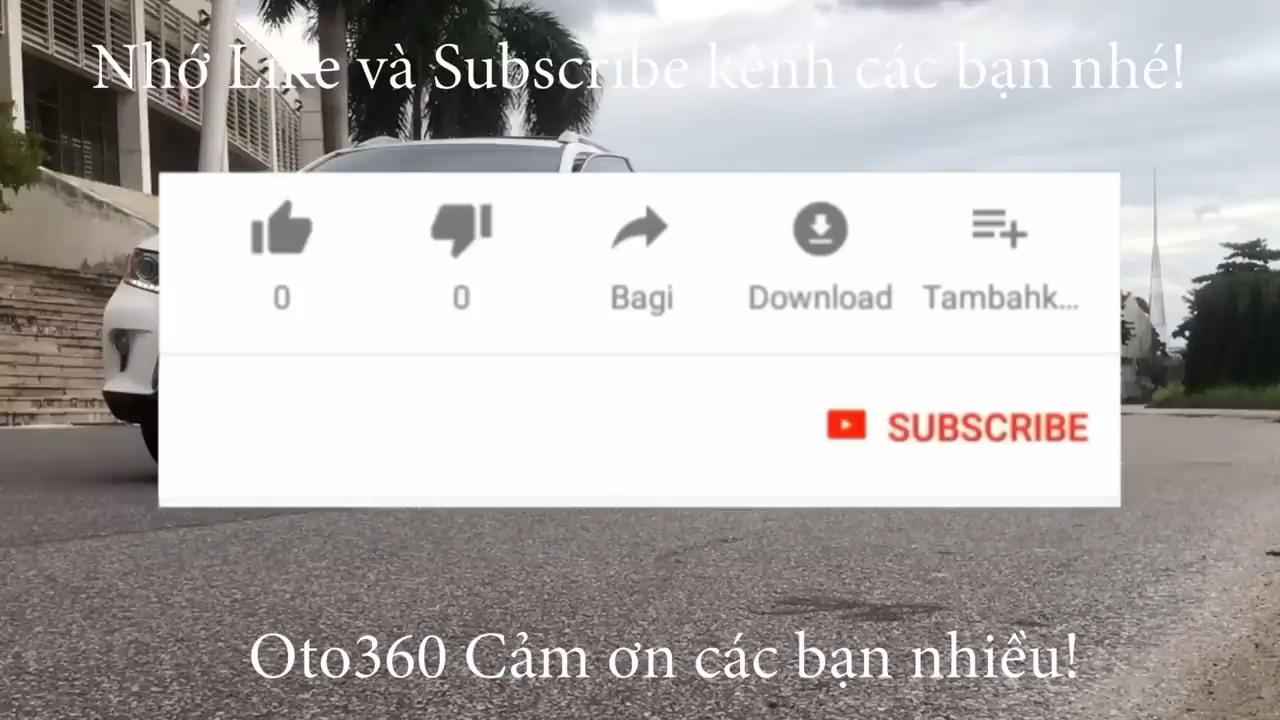 Nhớ Like và Subscribe kênh các bạn nhé!
0 0 Bagi Download Tambahk...
SUBSCRIBE
Oto360 Cảm ơn các bạn nhiều!